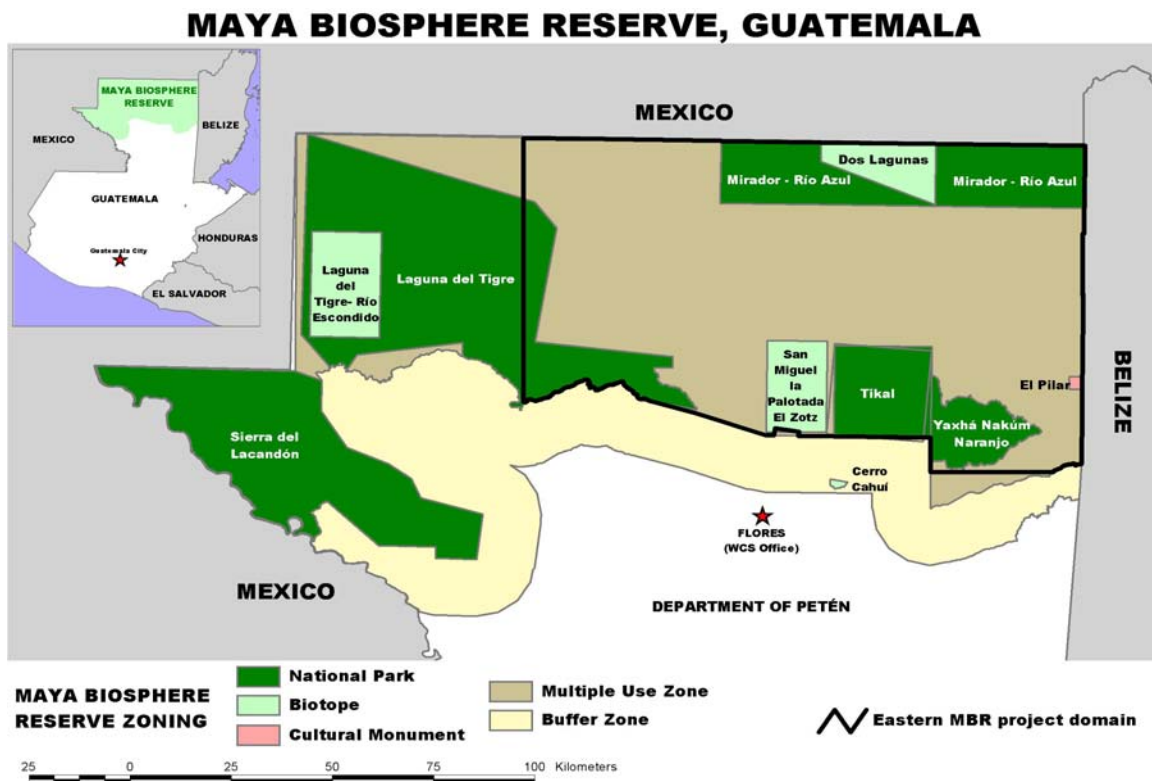 MAYA BIOSPHERE RESERVE, GUATEMALA
MAYA BIOSPHERE
RESERVE
MEXICO
BELIZE
GUATEMALA
Guatemala City
HONDURAS
EL SALVADOR
MEXICO
Dos Lagunas
Mirador - Río Azul
Mirador - Río Azul
Laguna
del
Tigre- Río
Escondido
Laguna del Tigre
San
Miguel
la
Palotada
El Zotz
Tikal
El Pilar
BELIZE
Yaxhá Nakúm
Naranjo
Sierra del
Lacandón
Cerro
Cahuí
FLORES
(WCS Office)
MEXICO
DEPARTMENT OF PETÉN
MAYA BIOSPHERE
RESERVE ZONING
National Park
Biotope
Cultural Monument
Multiple Use Zone
Buffer Zone
Eastern MBR project domain
25 0 25 50 75 100 Kilometers